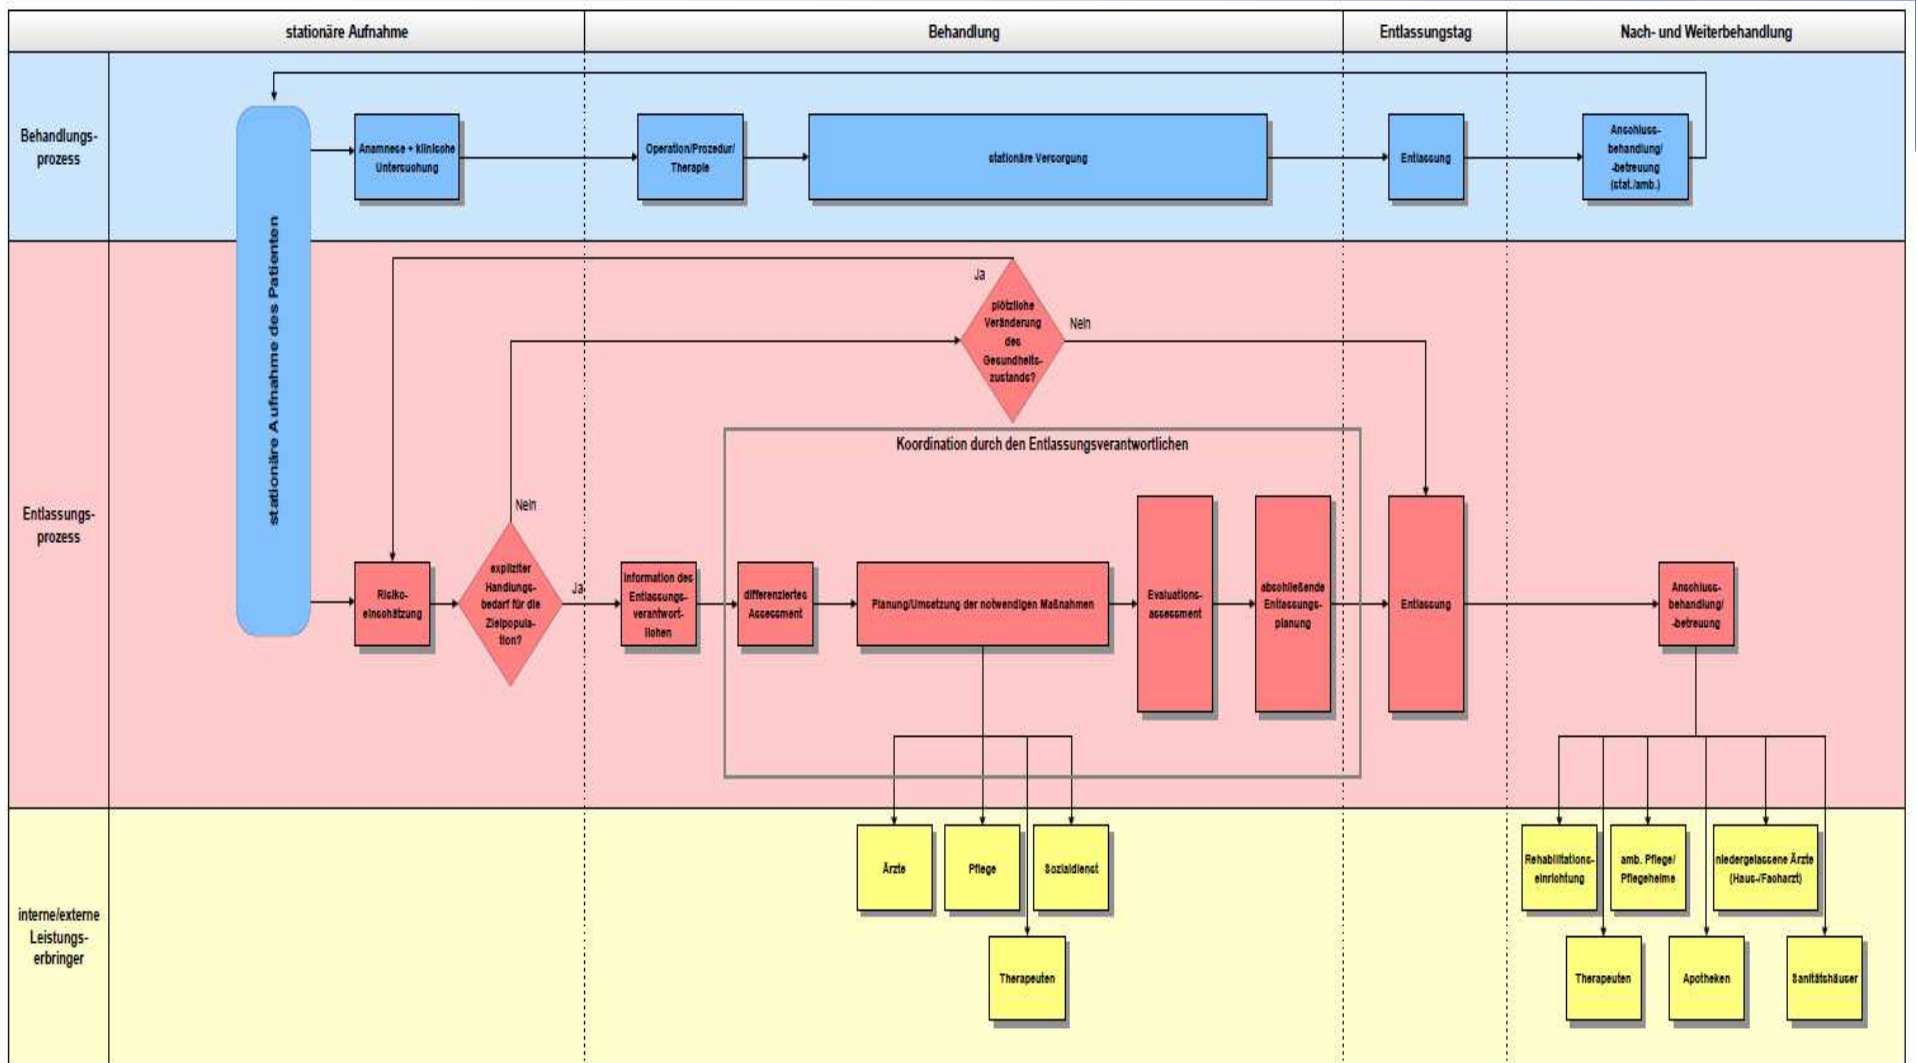 stationäre Aufnahme
Behandlung
Entlassungstag
Nach- und Weiterbehandlung
Behandlungs-
prozess
stationäre Aufnahme des Patienten
Anamnese + klinische
Untersuchung
Operation/Prozedur/
Therapie
stationäre Versorgung
Entlassung
Anschluss-
behandlung/
-betreuung
(stat./amb.)
Entlassungs-
prozess
Ja
plötzliche
Veränderung
des
Gesundheits-
zustands?
Nein
Koordination durch den Entlassungsverantwortlichen
Nein
Risiko-
einschätzung
expliziter
Handlungs-
bedarf für die
Zielpopula-
tion?
Ja
Information des
Entlassungs-
verantwort-
lichen
differenziertes
Assessment
Planung/Umsetzung der notwendigen Maßnahmen
Evaluations-
assessment
abschließende
Entlassungs-
planung
Entlassung
Anschluss-
behandlung/
-betreuung
interne/externe
Leistungs-
erbringer
Ärzte
Pflege
Sozialdienst
Therapeuten
Rehabilitations-
einrichtung
amb. Pflege/
Pflegeheime
niedergelassene Ärzte
(Haus-/Facharzt)
Therapeuten
Apotheken
Sanitätshäuser